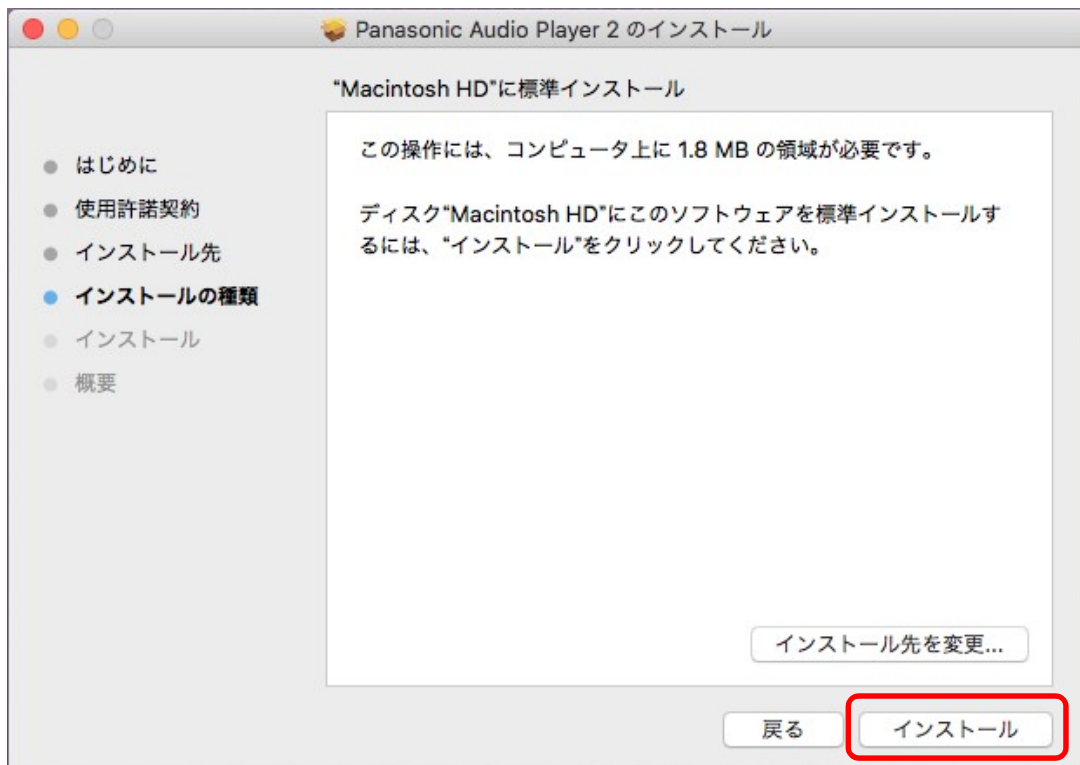 Panasonic Audio Player 2 のインストール
“Macintosh HD”に標準インストール
はじめに
使用許諾契約
インストール先
インストールの種類
インストール
概要
この操作には、コンピュータ上に 1.8 MB の領域が必要です。
ディスク“Macintosh HD”にこのソフトウェアを標準インストールす
るには、“インストール”をクリックしてください。
インストール先を変更...
戻る
インストール